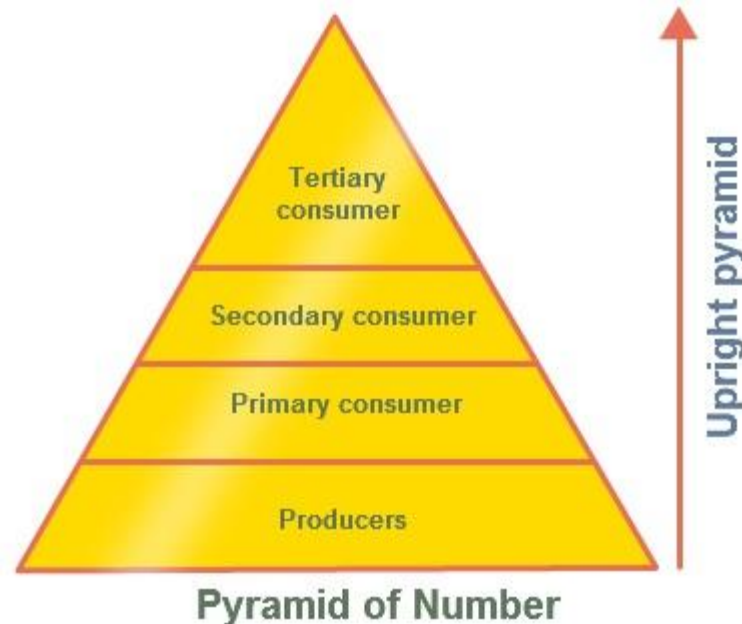 Tertiary
consumer
Secondary consumer
Primary consumer
Producers
Pyramid of Number
Upright pyramid